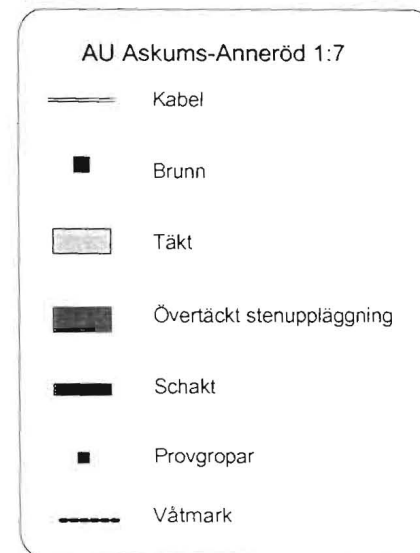 AU Askums-Anneröd 1:7
Kabel
Brunn
Täkt
Övertäckt stenuppläggning
Schakt
Provgropar
Våtmark